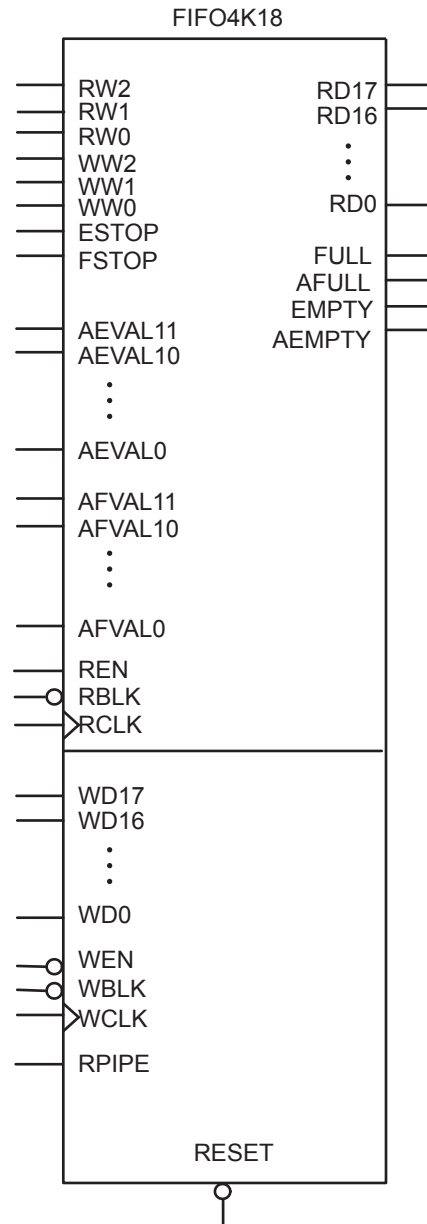 FIFO4K18
RW2
RW1
RW0
WW2
WW1
WW0
ESTOP
FSTOP
AEVAL11
AEVAL10
AEVAL0
AFVAL11
AFVAL10
AFVAL0
REN
RBLK
RCLK
RD17
RD16
RD0
FULL
AFULL
EMPTY
AEMPTY
WD17
WD16
WD0
WEN
WBLK
WCLK
RPIPE
RESET